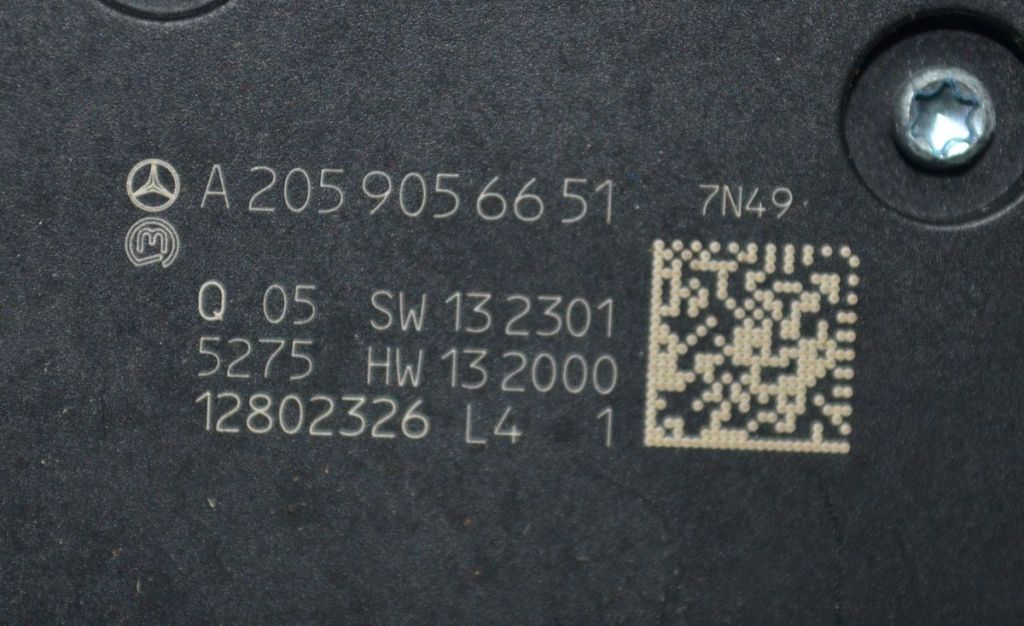 A 205 905 66 51 7N49
Q 05 SW 13 2301
5275 HW 13 2000
12802326 L4 1